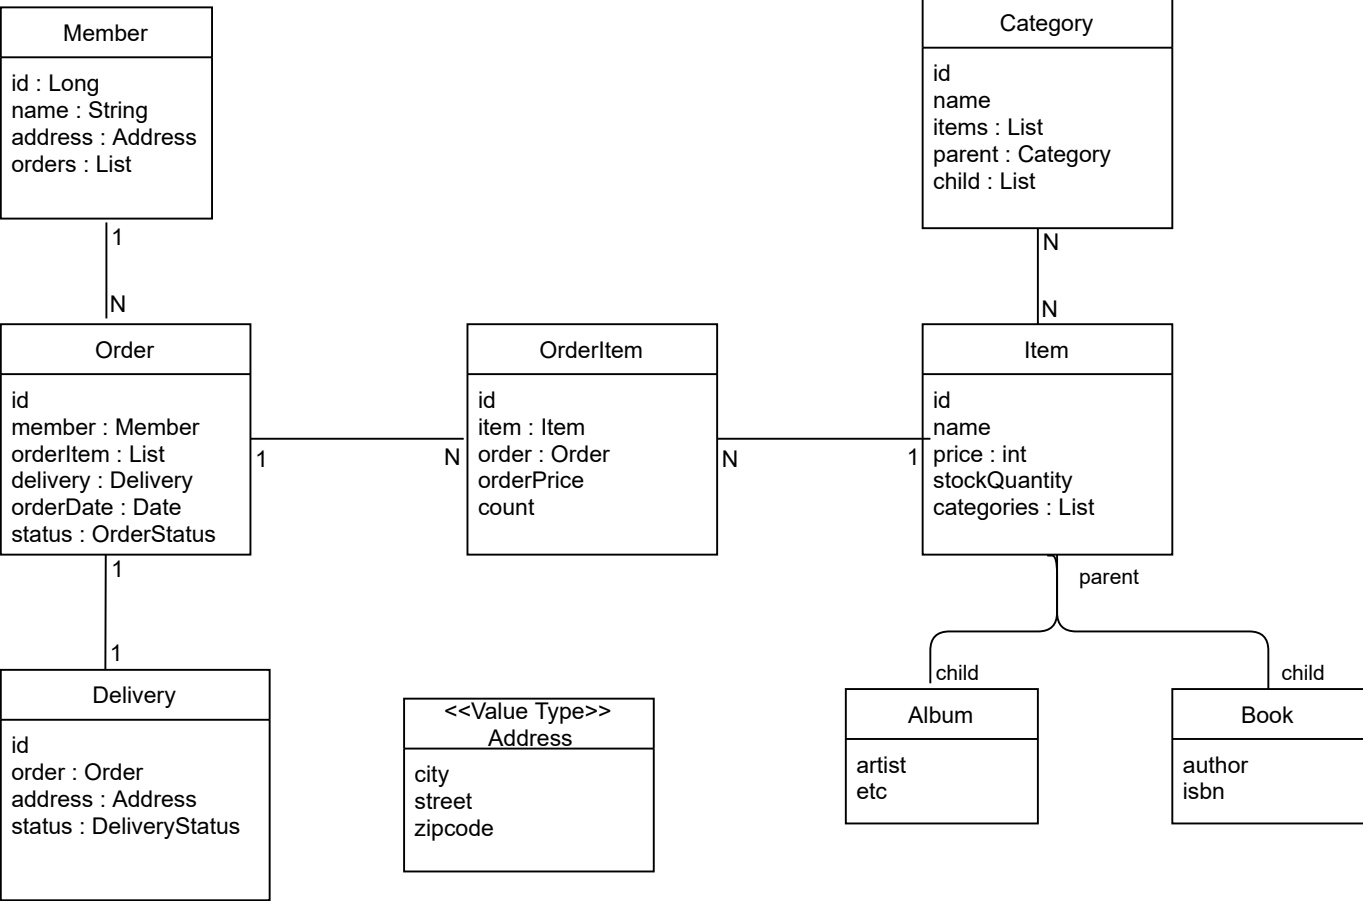 Member
id : Long
name : String
address : Address
orders : List
Category
id
name
items : List
parent : Category
child : List
1
N
N
N
Order
id
member : Member
orderItem : List
delivery : Delivery
orderDate : Date
status : OrderStatus
1
N
OrderItem
id
item : Item
order : Order
orderPrice
count
N
1
Item
id
name
price : int
stockQuantity
categories : List
1
1
parent
child
child
Delivery
id
order : Order
address : Address
status : DeliveryStatus
<<Value Type>>
Address
city
street
zipcode
Album
artist
etc
Book
author
isbn